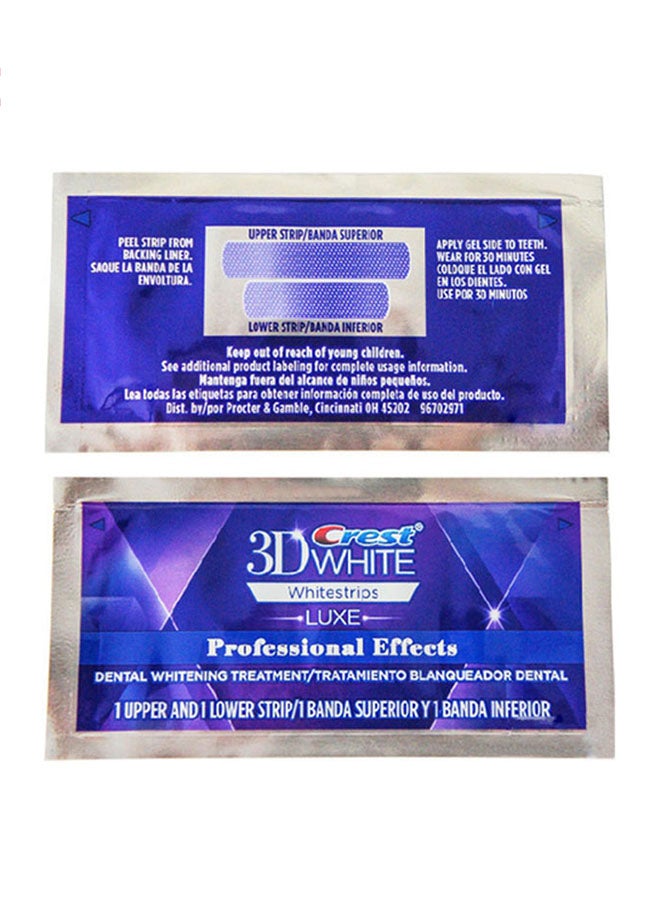 UPPER STRIP/BANDA SUPERIOR
PEEL STRIP FROM
BACKING LINER.
SAQUE LA BANDA DE LA
ENVOLTURA.
APPLY GEL SIDE TO TEETH.
WEAR FOR 30 MINUTES
COLOQUE EL LADO CON GEL
EN LOS DIENTES.
USE POR 30 MINUTOS
LOWER STRIP/BANDA INFERIOR
Keep out of reach of young children.
See additional product labeling for complete usage information.
Mantenga fuera del alcance de niños pequeños.
Lea todas las etiquetas para obtener información completa de uso del producto.
Dist. by/por Procter & Gamble, Cincinnati OH 45202 96702971
Crest®
3D WHITE
Whitestrips
LUXE
Professional Effects
DENTAL WHITENING TREATMENT/TRATAMIENTO BLANQUEADOR DENTAL
1 UPPER AND 1 LOWER STRIP/1 BANDA SUPERIOR Y 1 BANDA INFERIOR